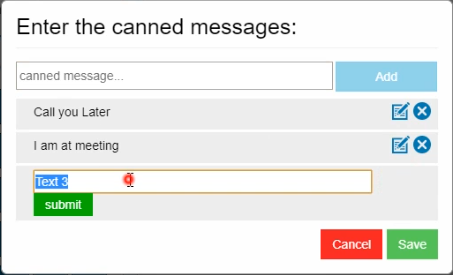 Enter the canned messages:
canned message...
Add
Call you Later
I am at meeting
Text 3
submit
Cancel
Save